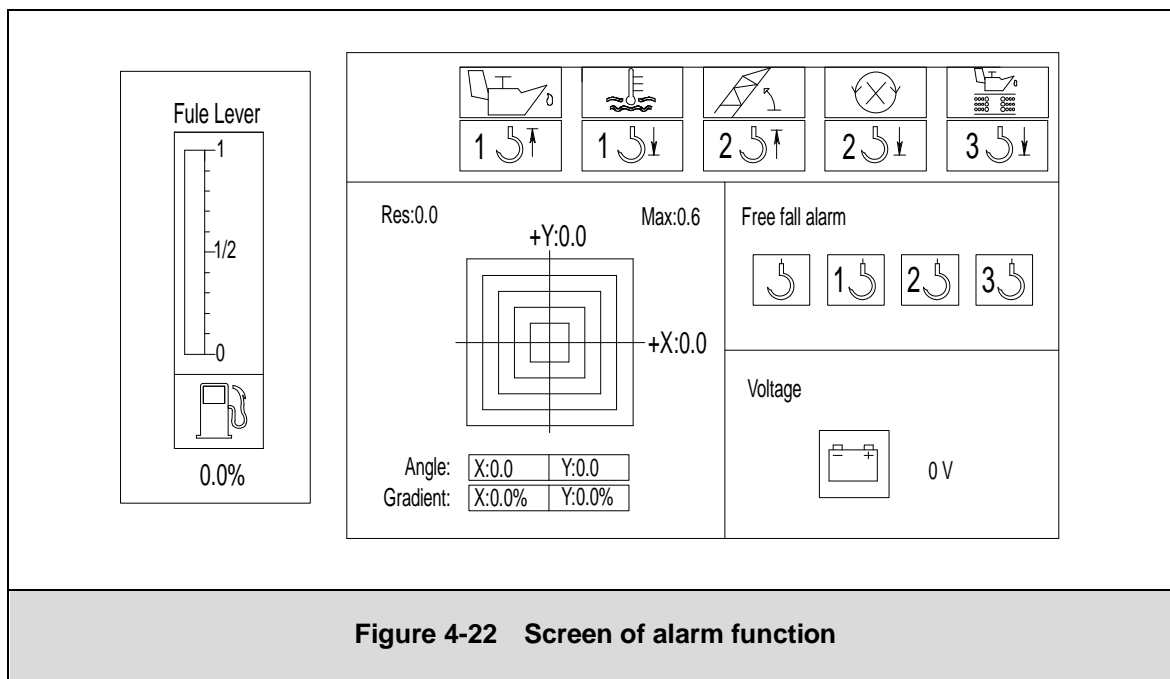 Fule Lever
1
1/2
0
0.0%
1 1 2 2 3
Res:0.0 Max:0.6
+Y:0.0
+X:0.0
Angle: X:0.0 Y:0.0
Gradient: X:0.0% Y:0.0%
Free fall alarm
1 2 3
Voltage
- +
0 V
Figure 4-22 Screen of alarm function